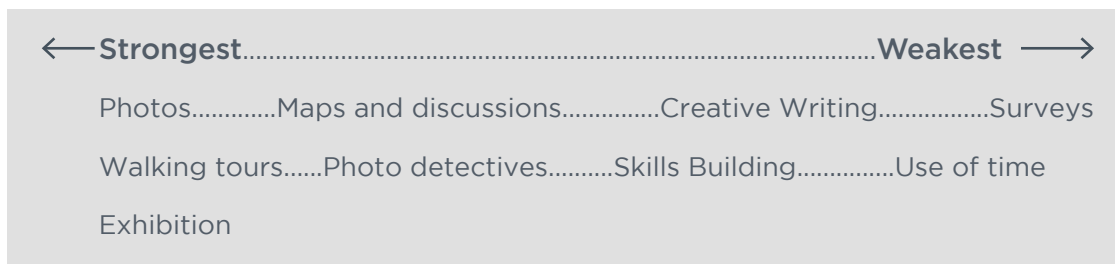 ← Strongest.................................................................................Weakest →
Photos.............Maps and discussions...............Creative Writing.................Surveys
Walking tours......Photo detectives..........Skills Building...............Use of time
Exhibition